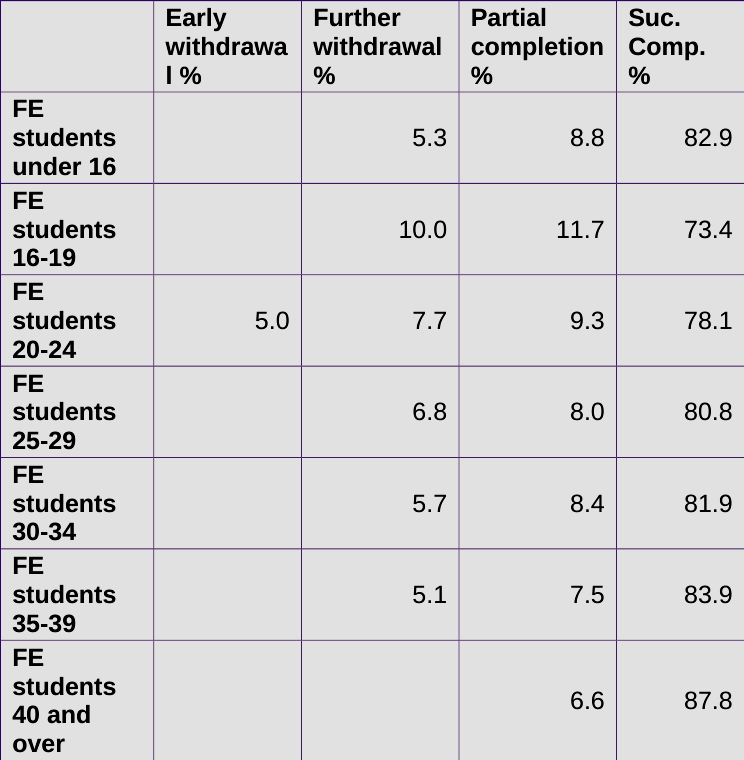 Early Further Partial Suc.
withdrawa withdrawal completion Comp.
l % % % %
FE
students 5.3 8.8 82.9
under 16
FE
students 10.0 11.7 73.4
16-19
FE
students 5.0 7.7 9.3 78.1
20-24
FE
students 6.8 8.0 80.8
25-29
FE
students 5.7 8.4 81.9
30-34
FE
students 5.1 7.5 83.9
35-39
FE
students 6.6 87.8
40 and
over